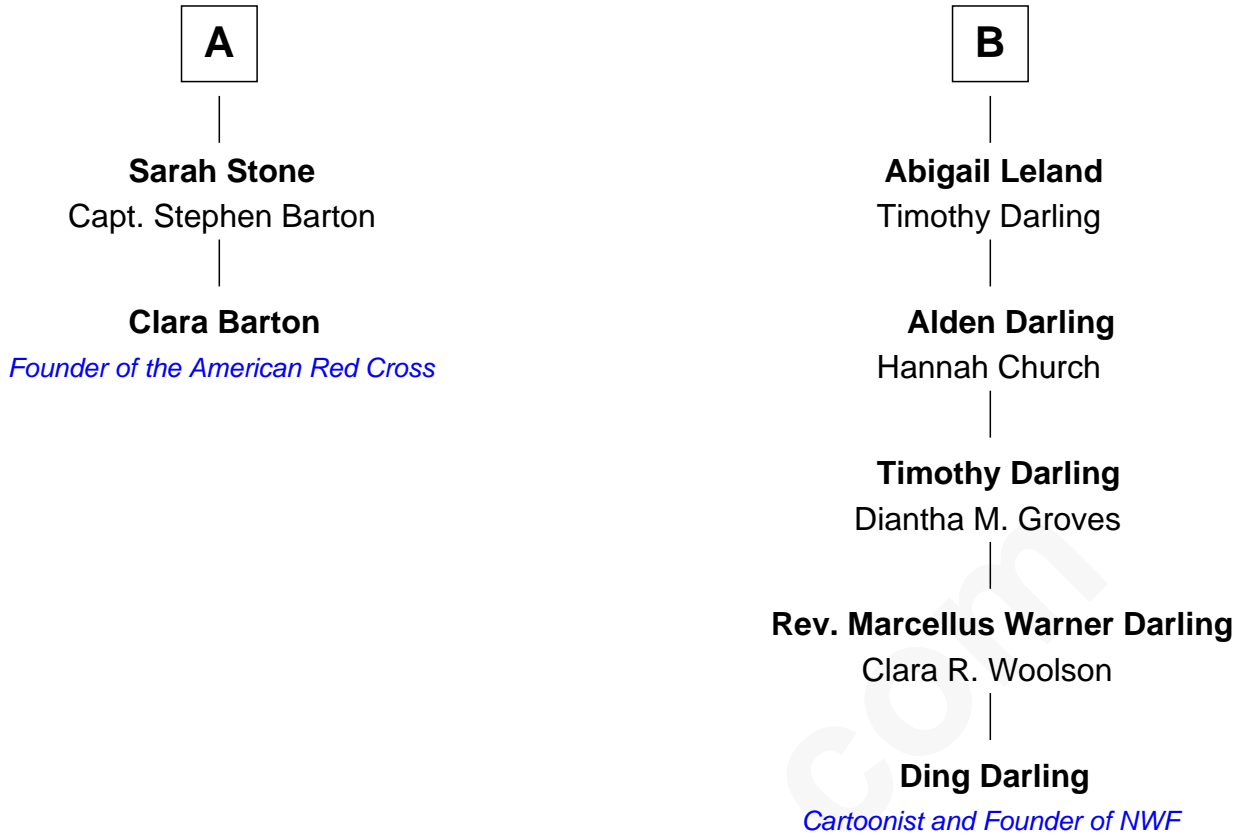 A
Sarah Stone
Capt. Stephen Barton
Clara Barton
Founder of the American Red Cross
B
Abigail Leland
Timothy Darling
Alden Darling
Hannah Church
Timothy Darling
Diantha M. Groves
Rev. Marcellus Warner Darling
Clara R. Woolson
Ding Darling
Cartoonist and Founder of NWF
com